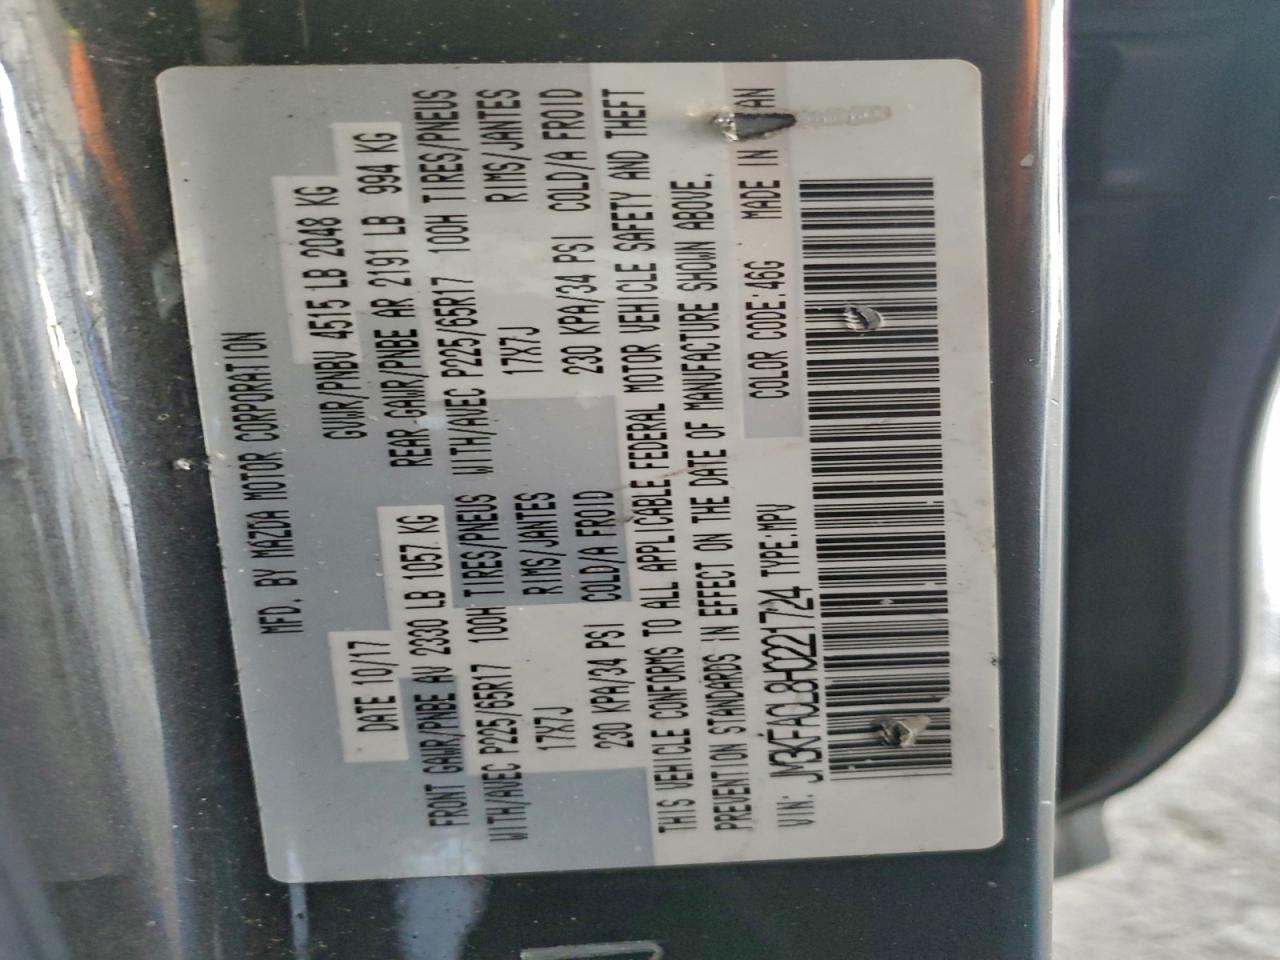 MFD. BY MAZDA MOTOR CORPORATION
DATE 10/17 GVWR/PNBV 4515 LB 2048 KG
FRONT GAWR/PNBE AV 2330 LB 1057 KG REAR GAWR/PNBE AR 2191 LB 994 KG
WITH/AVEC P225/65R17 100H TIRES/PNEUS WITH/AVEC P225/65R17 100H TIRES/PNEUS
17X7J RIMS/JANTES 17X7J RIMS/JANTES
230 KPA/34 PSI COLD/A FROID 230 KPA/34 PSI COLD/A FROID
THIS VEHICLE CONFORMS TO ALL APPLICABLE FEDERAL MOTOR VEHICLE SAFETY AND THEFT
PREVENTION STANDARDS IN EFFECT ON THE DATE OF MANUFACTURE SHOWN ABOVE.
VIN: JM3KFACL8H0221724 TYPE:MPV COLOR CODE:46G MADE IN